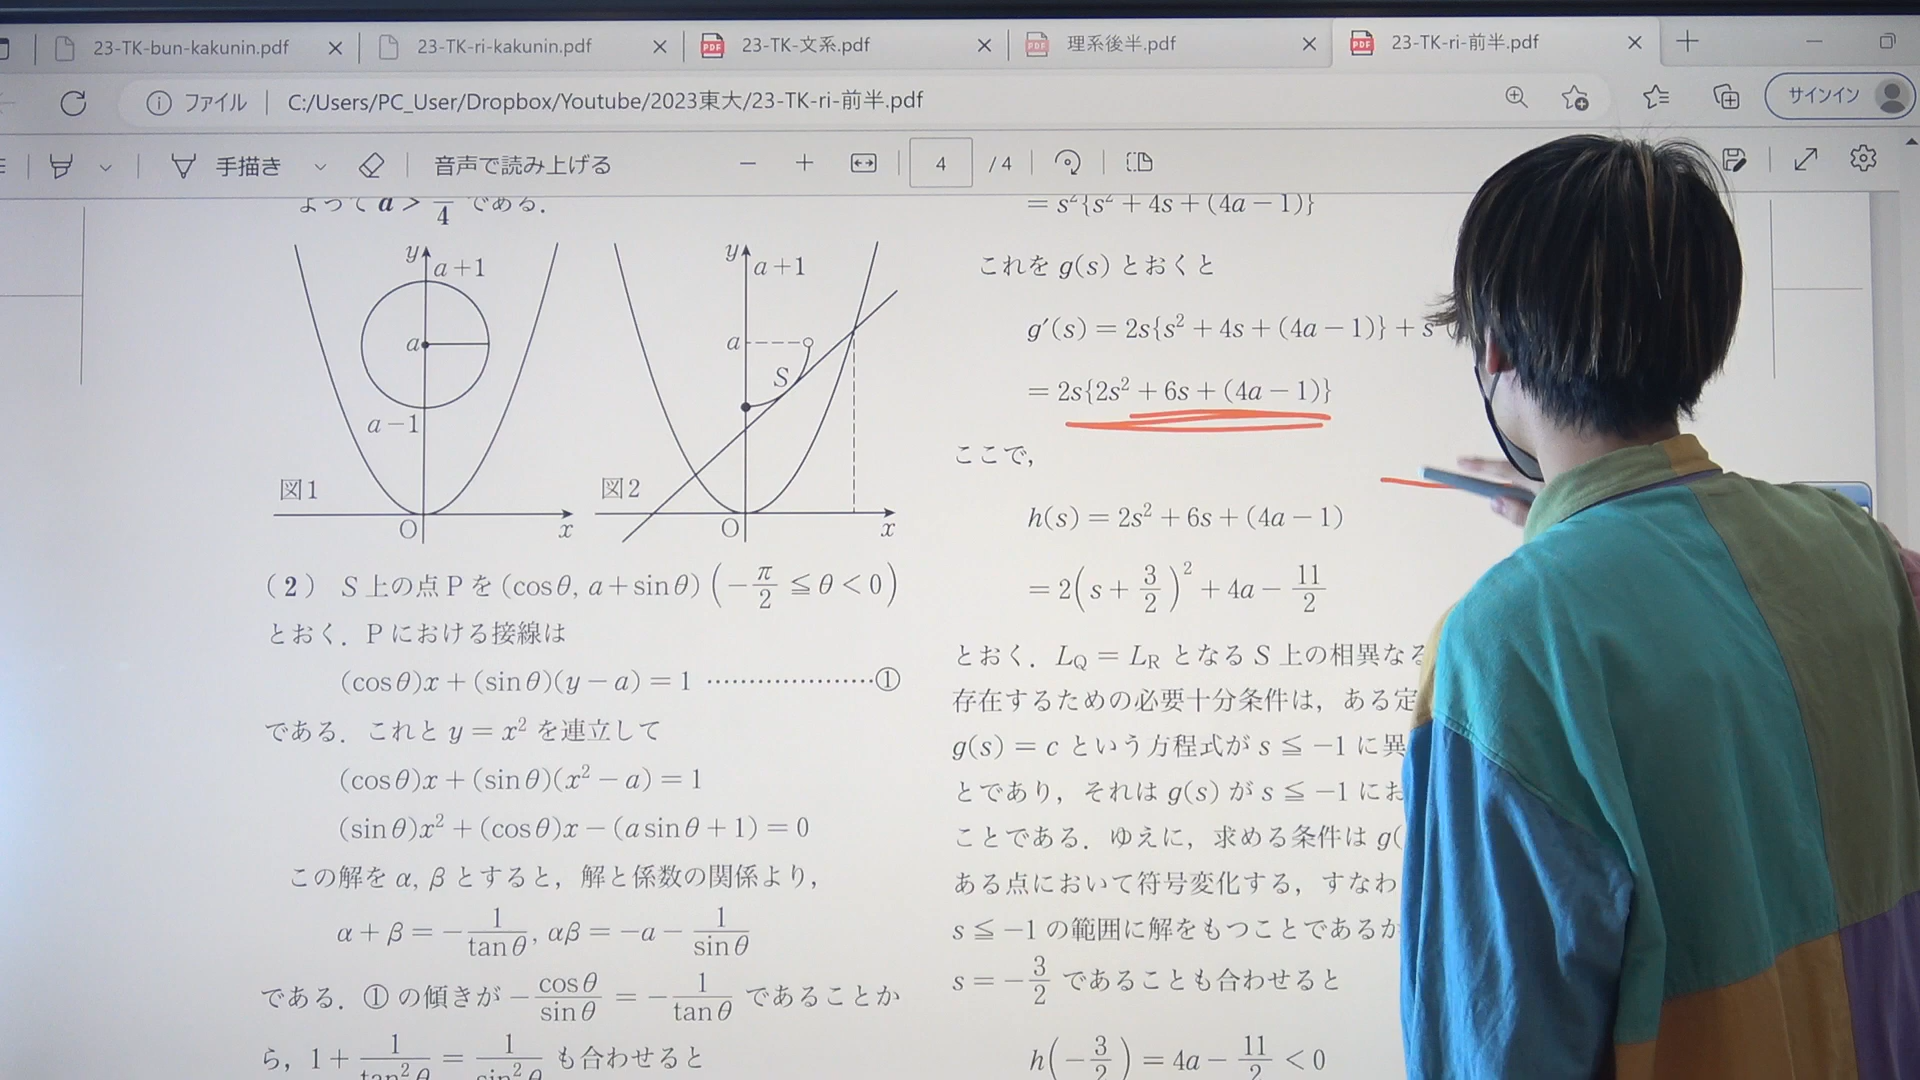 23-TK-bun-kakunin.pdf
23-TK-ri-kakunin.pdf
23-TK-文系.pdf
理系後半.pdf
23-TK-ri-前半.pdf
ファイル
C:/Users/PC_User/Dropbox/Youtube/2023東大/23-TK-ri-前半.pdf
サインイン
手描き
音声で読み上げる
4 / 4
よって a > /4 である.
y
a+1
a
a−1
図1
O
x
y
a+1
a
S
図2
O
x
(2) S 上の点 P を (cosθ, a+sinθ) (−π/2 ≦ θ < 0)
とおく. P における接線は
(cosθ)x + (sinθ)(y − a) = 1 ····················①
である. これと y = x² を連立して
(cosθ)x + (sinθ)(x² − a) = 1
(sinθ)x² + (cosθ)x − (a sinθ + 1) = 0
この解を α, β とすると, 解と係数の関係より,
α + β = −1/tanθ, αβ = −a − 1/sinθ
である. ① の傾きが −cosθ/sinθ = −1/tanθ であることか
ら, 1 + 1/tan²θ = 1/sin²θ も合わせると
= s²{s² + 4s + (4a − 1)}
これを g(s) とおくと
g′(s) = 2s{s² + 4s + (4a − 1)} + s
= 2s{2s² + 6s + (4a − 1)}
ここで,
h(s) = 2s² + 6s + (4a − 1)
= 2(s + 3/2)² + 4a − 11/2
とおく. L_Q = L_R となる S 上の相異なる
存在するための必要十分条件は, ある定
g(s) = c という方程式が s ≦ −1 に異
とであり, それは g(s) が s ≦ −1 にお
ことである. ゆえに, 求める条件は g(
ある点において符号変化する, すなわ
s ≦ −1 の範囲に解をもつことであるか
s = −3/2 であることも合わせると
h(−3/2) = 4a − 11/2 < 0